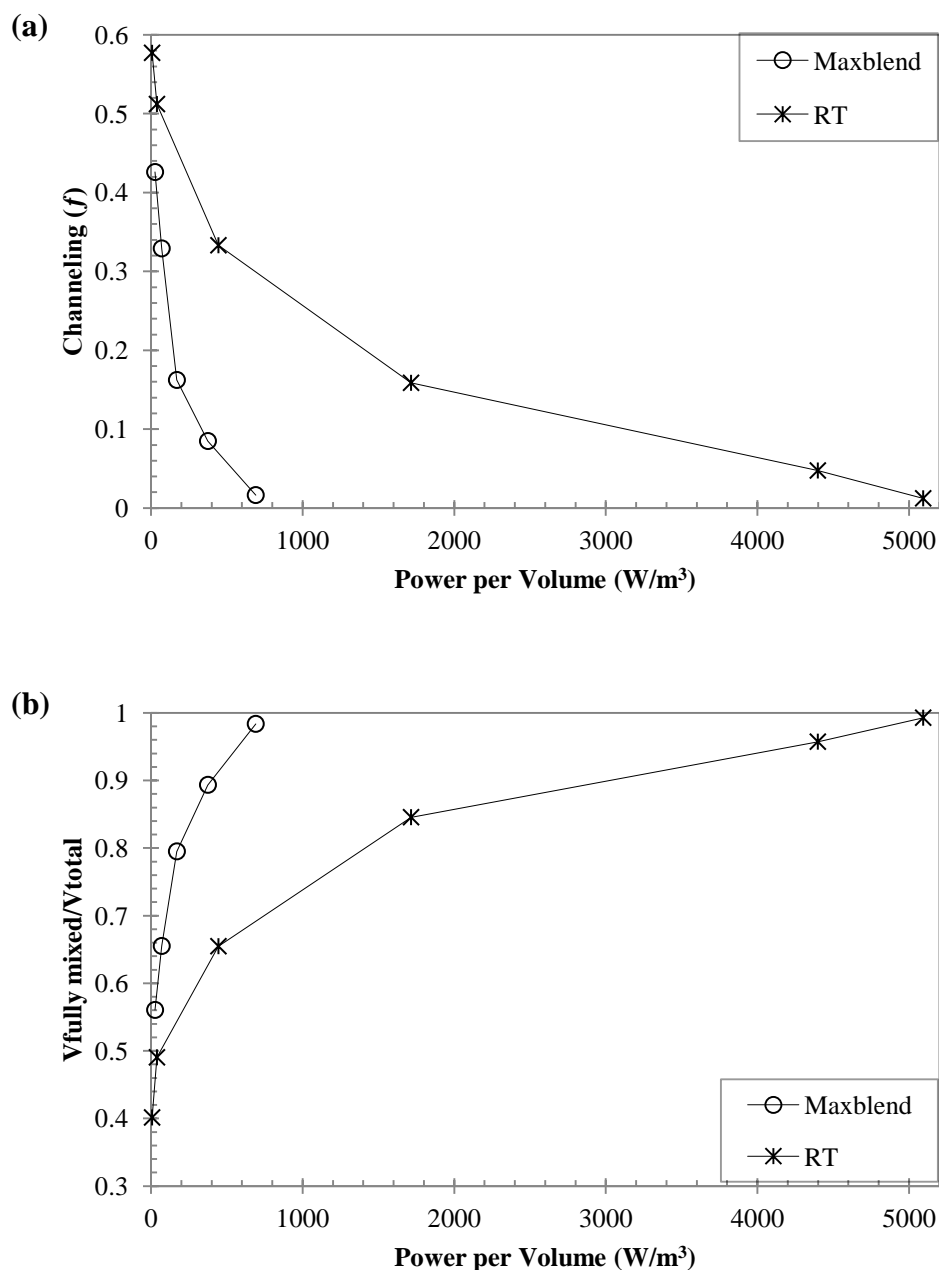 (a)
0.6
0.5
0.4
0.3
0.2
0.1
0
Channeling (f)
Maxblend
RT
0 1000 2000 3000 4000 5000
Power per Volume (W/m³)
(b)
1
0.9
0.8
0.7
0.6
0.5
0.4
0.3
Vfully mixed/Vtotal
Maxblend
RT
0 1000 2000 3000 4000 5000
Power per Volume (W/m³)